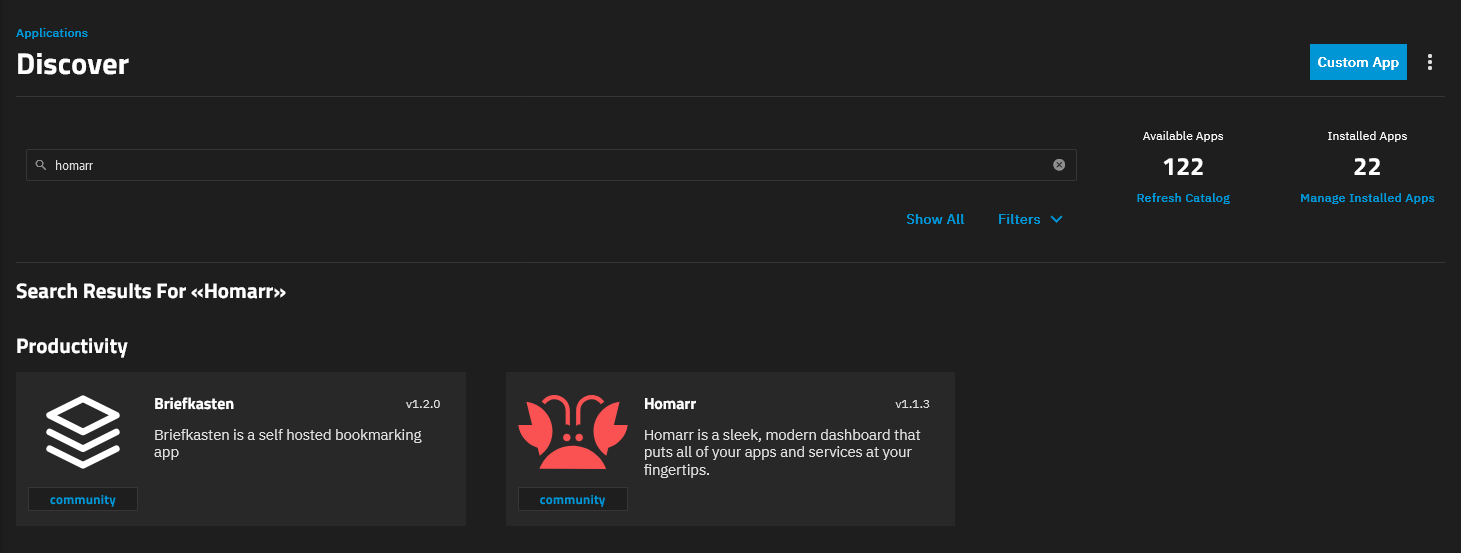 Applications
Discover
Custom App
homarr
Available Apps
122
Refresh Catalog
Installed Apps
22
Manage Installed Apps
Show All
Filters
Search Results For «Homarr»
Productivity
Briefkasten
v1.2.0
Briefkasten is a self hosted bookmarking
app
community
Homarr
v1.1.3
Homarr is a sleek, modern dashboard that
puts all of your apps and services at your
fingertips.
community